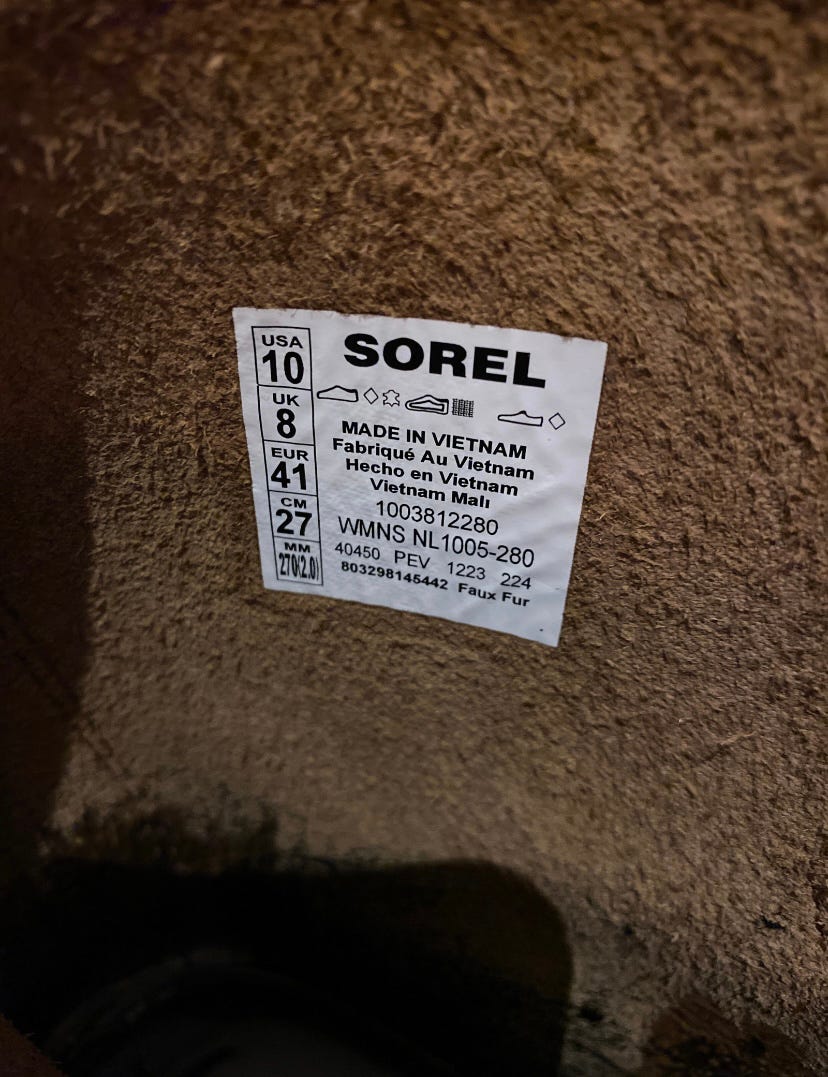 USA
10
UK
8
EUR
41
CM
27
MM
270(2.0)
SOREL
MADE IN VIETNAM
Fabriqué Au Vietnam
Hecho en Vietnam
Vietnam Malı
1003812280
WMNS NL1005-280
40450 PEV 1223 224
803298145442 Faux Fur